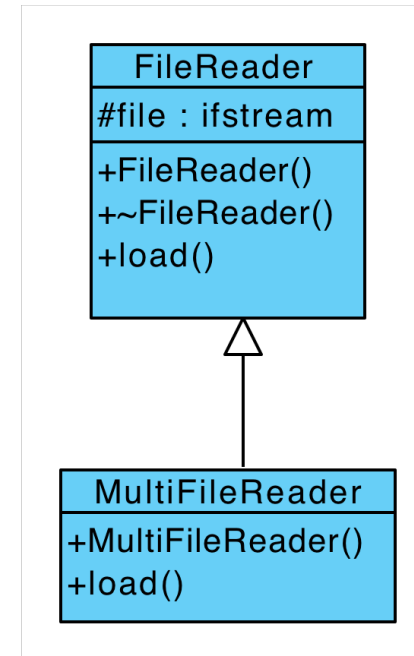 FileReader
#file : ifstream
+FileReader()
+~FileReader()
+load()
MultiFileReader
+MultiFileReader()
+load()